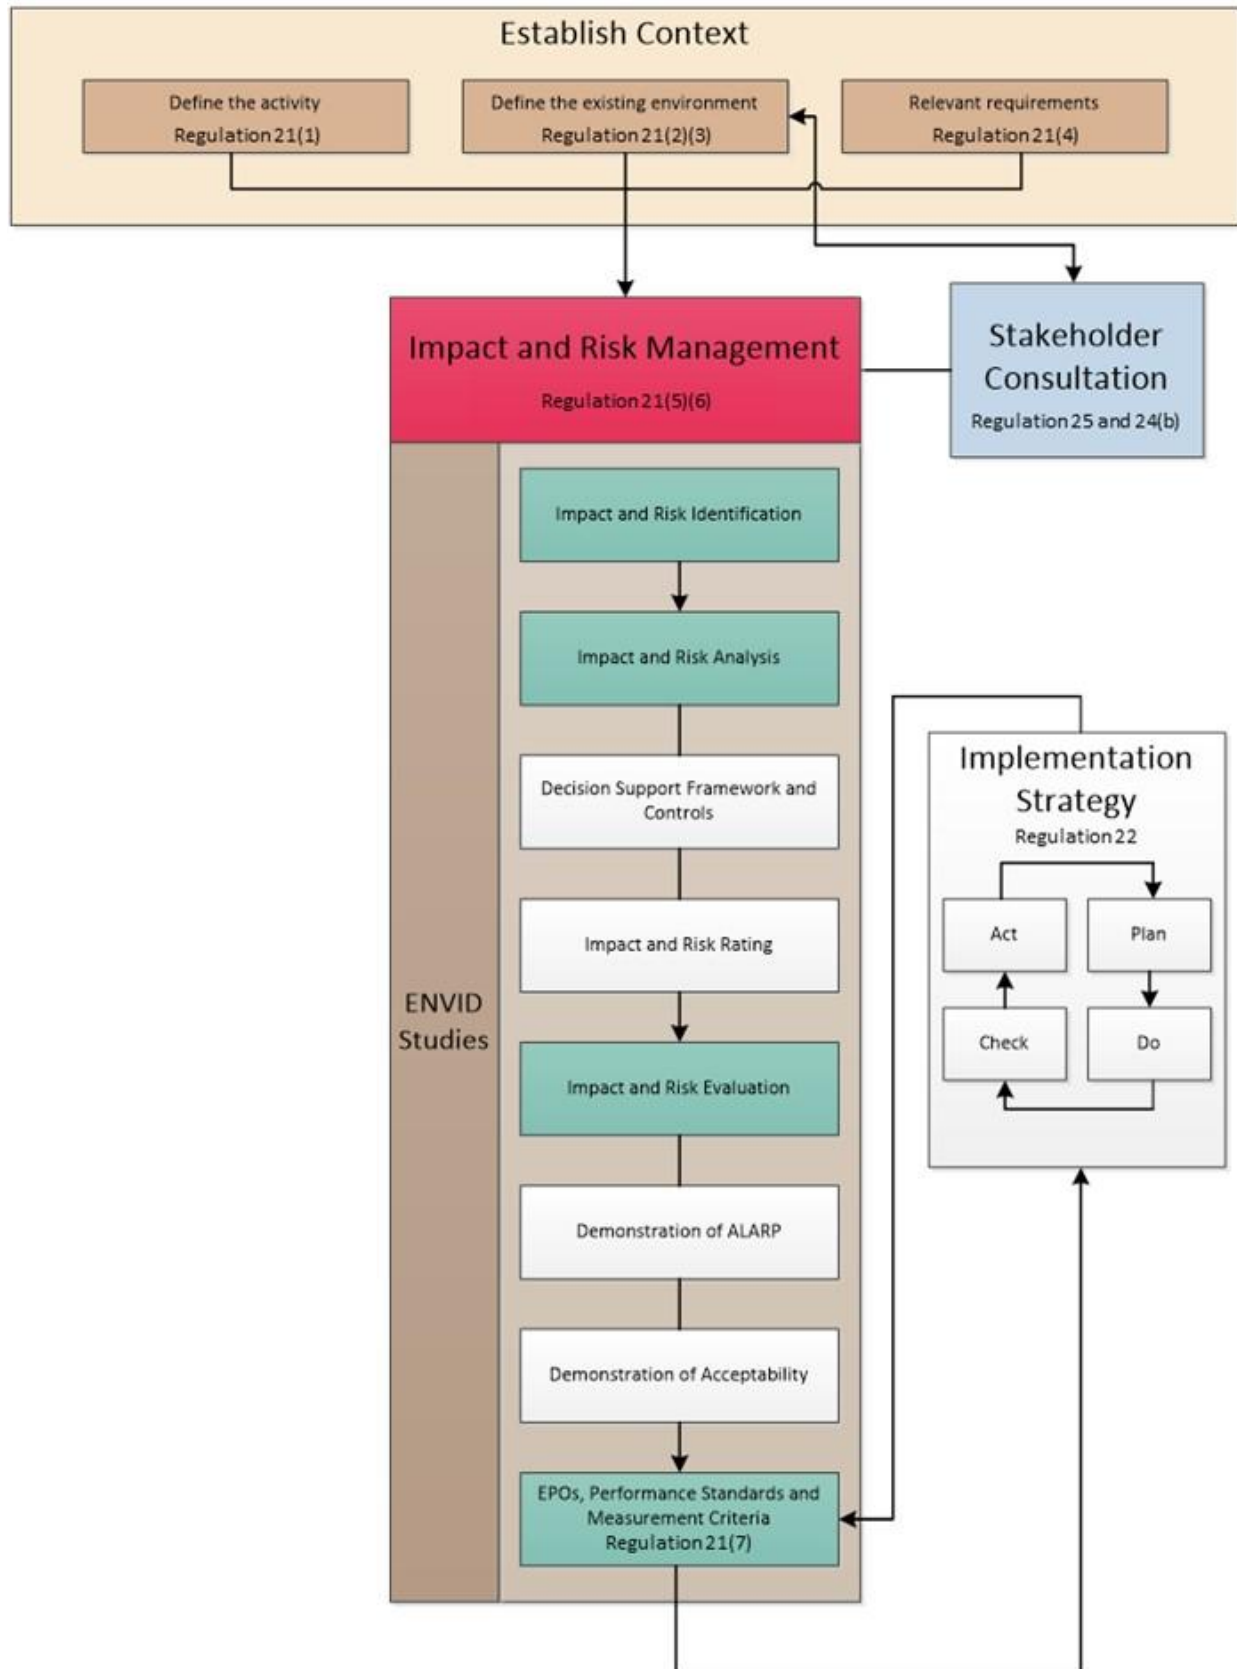 Establish Context
Define the activity
Regulation 21(1)
Define the existing environment
Regulation 21(2)(3)
Relevant requirements
Regulation 21(4)
Impact and Risk Management
Regulation 21(5)(6)
Stakeholder
Consultation
Regulation 25 and 24(b)
ENVID
Studies
Impact and Risk Identification
Impact and Risk Analysis
Decision Support Framework and
Controls
Impact and Risk Rating
Impact and Risk Evaluation
Demonstration of ALARP
Demonstration of Acceptability
EPOs, Performance Standards and
Measurement Criteria
Regulation 21(7)
Implementation
Strategy
Regulation 22
Act
Plan
Check
Do